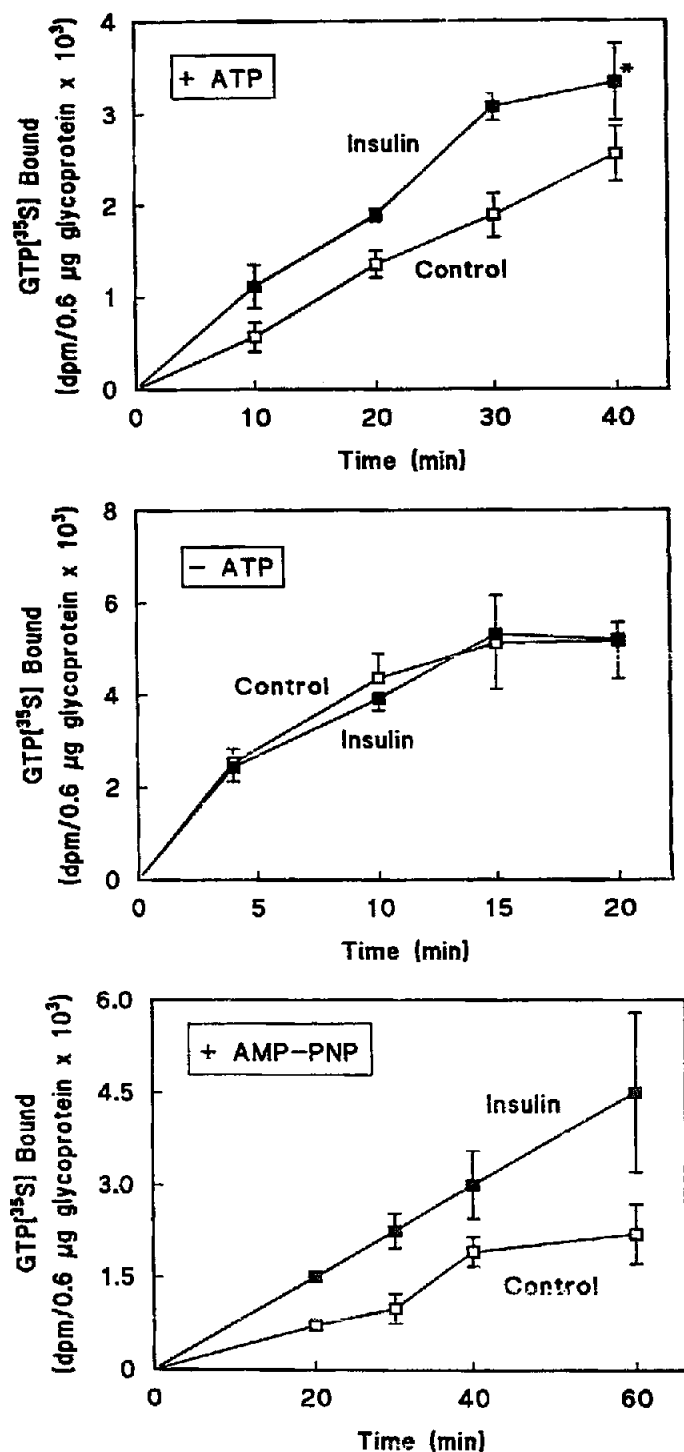 GTP[³⁵S] Bound
(dpm/0.6 μg glycoprotein x 10³)
4
3
2
1
0
+ ATP
Insulin
*
Control
0 10 20 30 40
Time (min)
GTP[³⁵S] Bound
(dpm/0.6 μg glycoprotein x 10³)
8
6
4
2
0
− ATP
Control
Insulin
0 5 10 15 20
Time (min)
GTP[³⁵S] Bound
(dpm/0.6 μg glycoprotein x 10³)
6.0
4.5
3.0
1.5
0
+ AMP−PNP
Insulin
Control
0 20 30 40 60
Time (min)